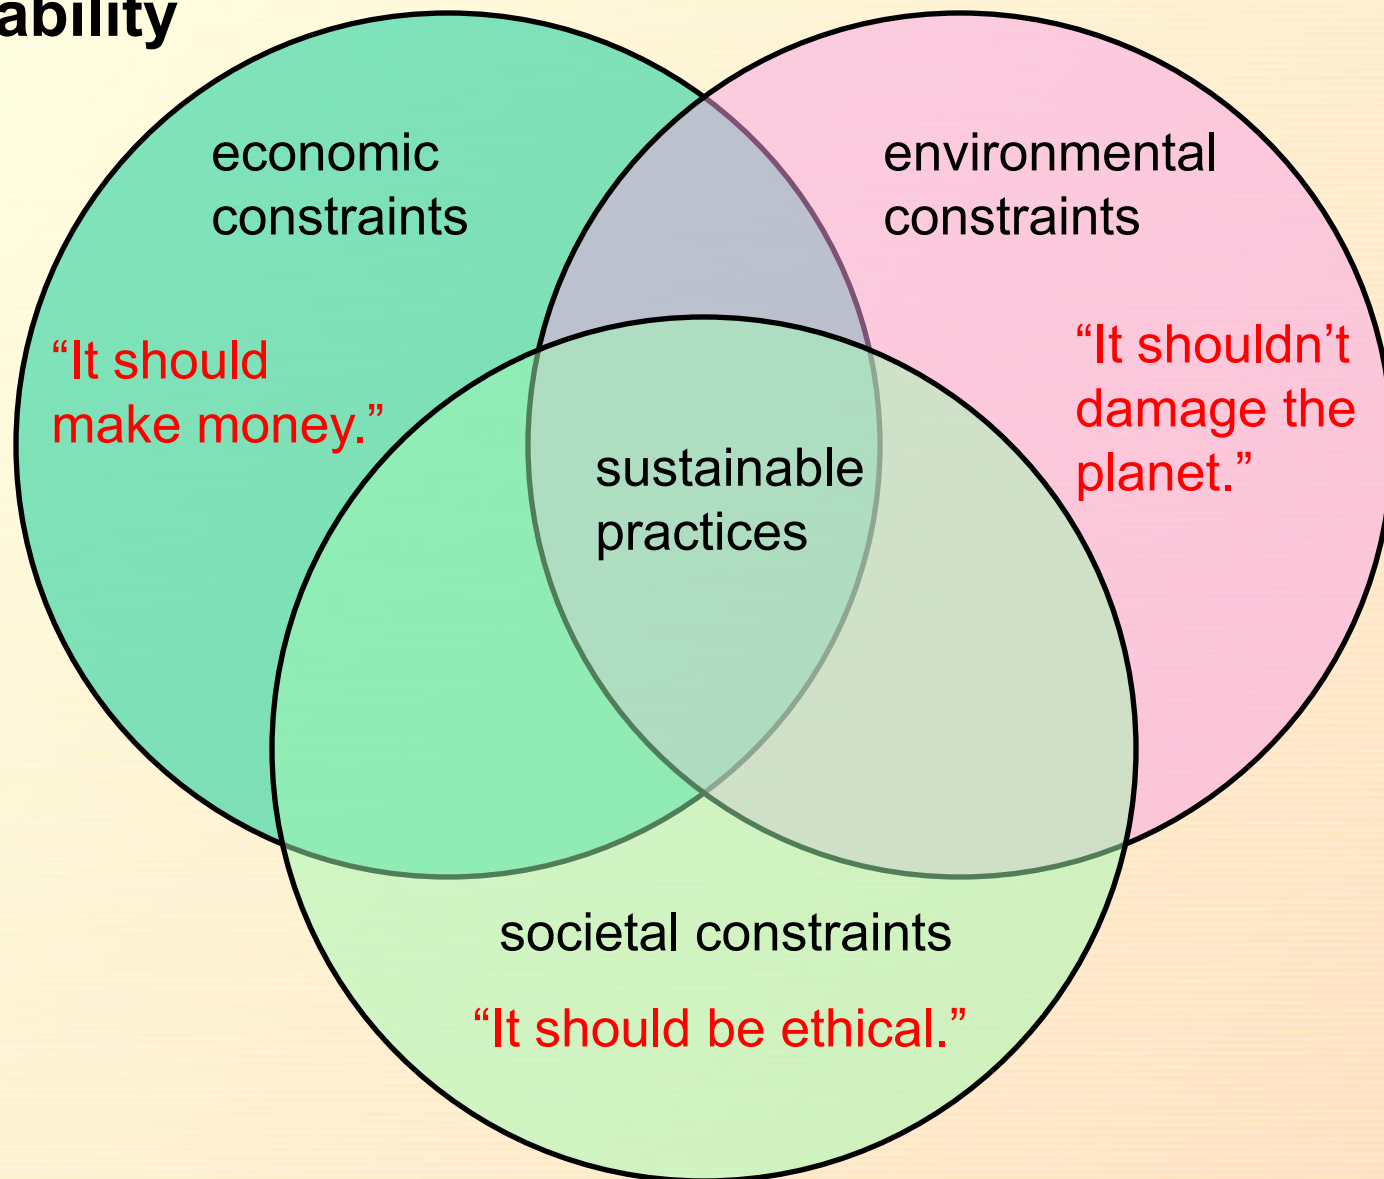 ability
economic
constraints
environmental
constraints
“It should
make money.”
“It shouldn’t
damage the
planet.”
sustainable
practices
societal constraints
“It should be ethical.”